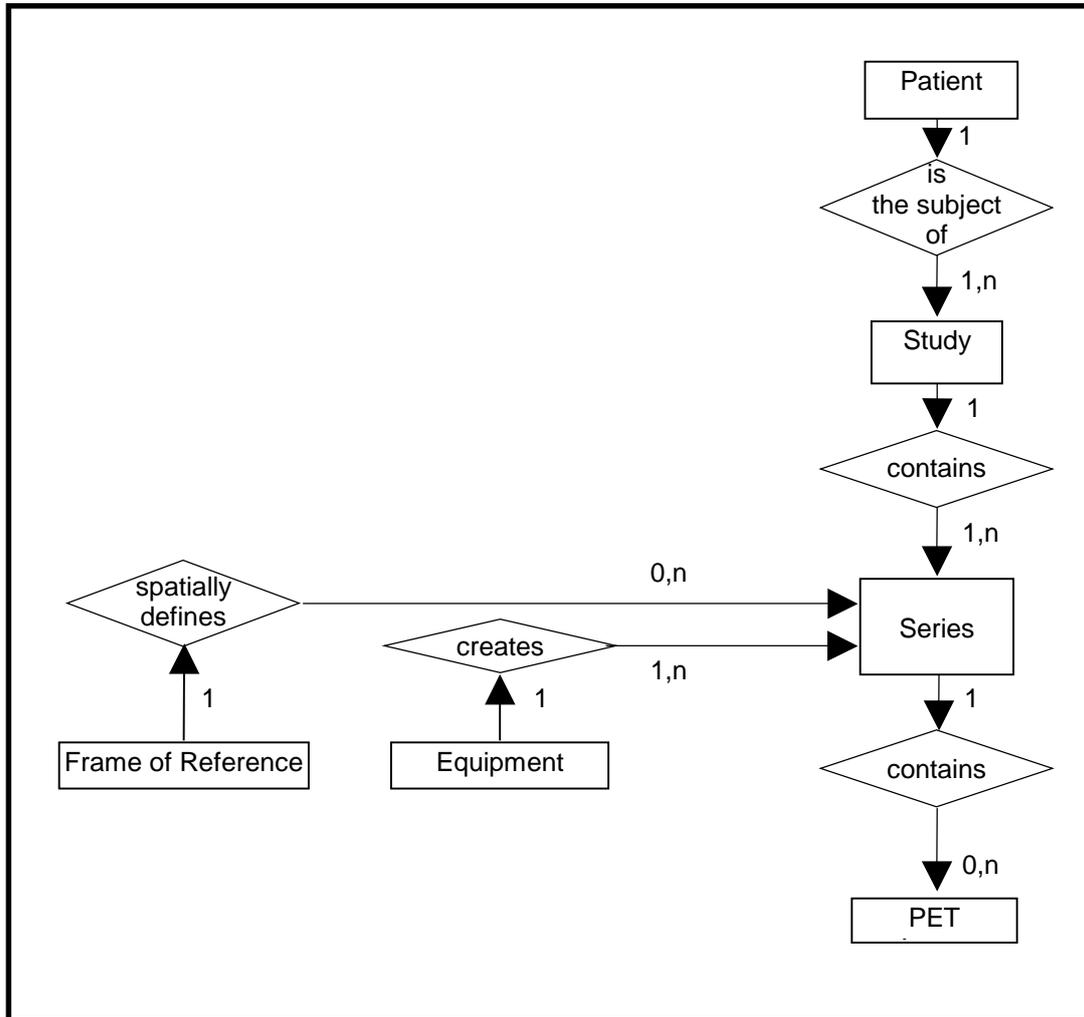 Patient
1
is
the subject
of
1,n
Study
1
contains
1,n
spatially
defines
0,n
Series
creates
1,n
1
1
1
Frame of Reference
Equipment
contains
0,n
PET